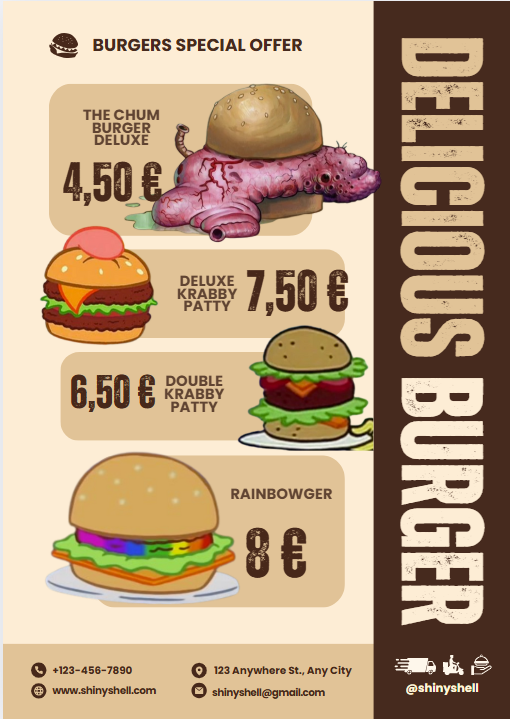 BURGERS SPECIAL OFFER
THE CHUM
BURGER
DELUXE
4,50 €
DELUXE
KRABBY
PATTY
7,50 €
6,50 €
DOUBLE
KRABBY
PATTY
RAINBOWGER
8 €
DELICIOUS BURGER
+123-456-7890
123 Anywhere St., Any City
www.shinyshell.com
shinyshell@gmail.com
@shinyshell